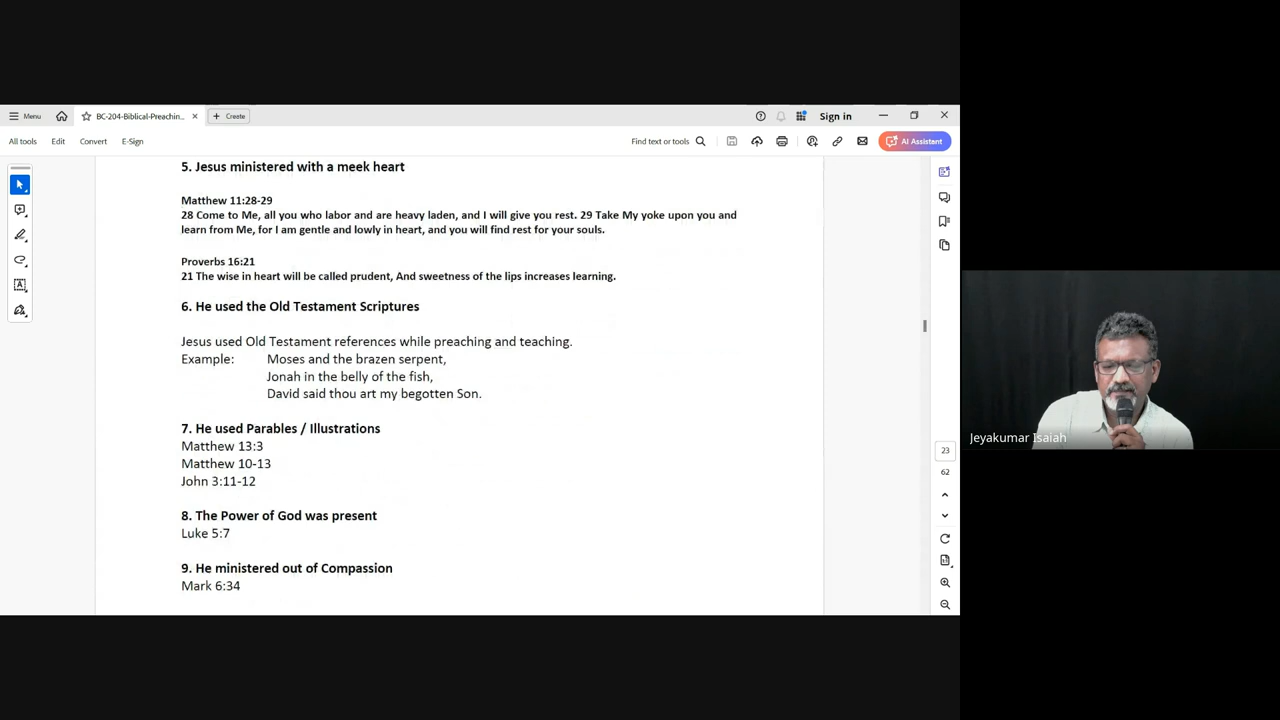 Menu
BC-204-Biblical-Preachin...
Create
Sign in
All tools
Edit
Convert
E-Sign
Find text or tools
AI Assistant
5. Jesus ministered with a meek heart
Matthew 11:28-29
28 Come to Me, all you who labor and are heavy laden, and I will give you rest. 29 Take My yoke upon you and
learn from Me, for I am gentle and lowly in heart, and you will find rest for your souls.
Proverbs 16:21
21 The wise in heart will be called prudent, And sweetness of the lips increases learning.
6. He used the Old Testament Scriptures
Jesus used Old Testament references while preaching and teaching.
Example: Moses and the brazen serpent,
Jonah in the belly of the fish,
David said thou art my begotten Son.
7. He used Parables / Illustrations
Matthew 13:3
Matthew 10-13
John 3:11-12
8. The Power of God was present
Luke 5:7
9. He ministered out of Compassion
Mark 6:34
23
62
Jeyakumar Isaiah